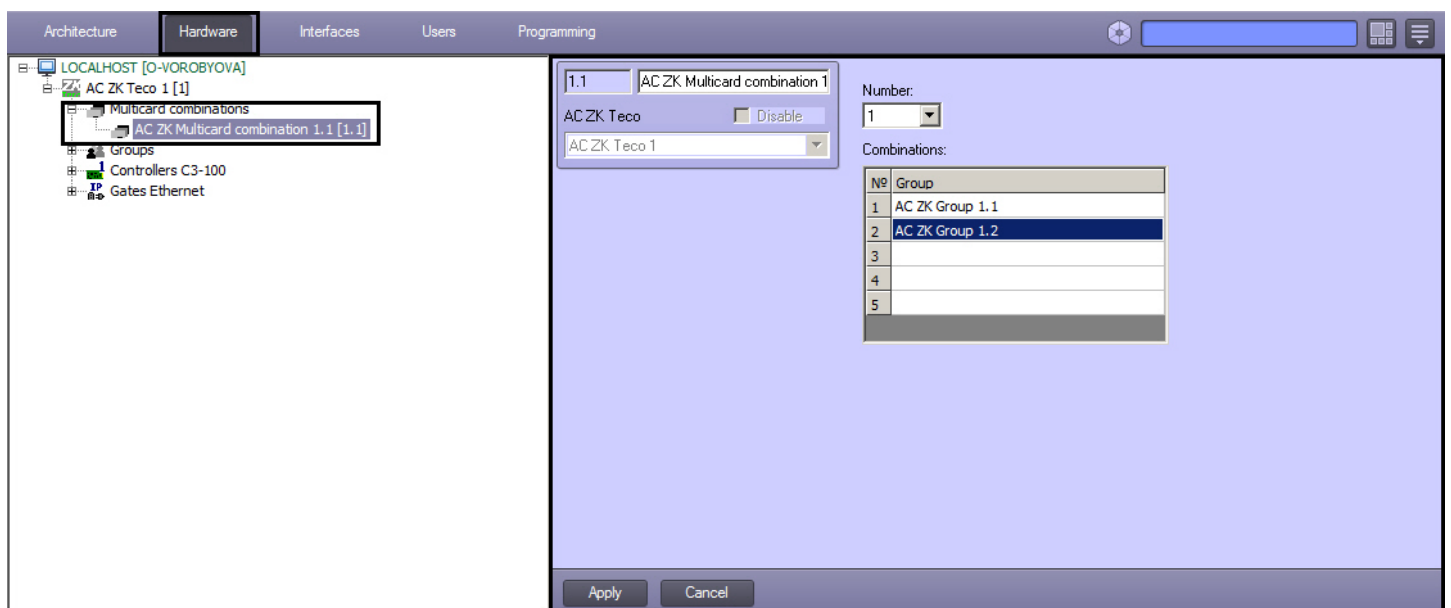 Architecture Hardware Interfaces Users Programming
LOCALHOST [O-VOROBYOVA]
AC ZK Teco 1 [1]
Multicard combinations
AC ZK Multicard combination 1.1 [1.1]
Groups
Controllers C3-100
Gates Ethernet
1.1 AC ZK Multicard combination 1
AC ZK Teco Disable
AC ZK Teco 1
Number:
1
Combinations:
Nº Group
1 AC ZK Group 1.1
2 AC ZK Group 1.2
3
4
5
Apply Cancel